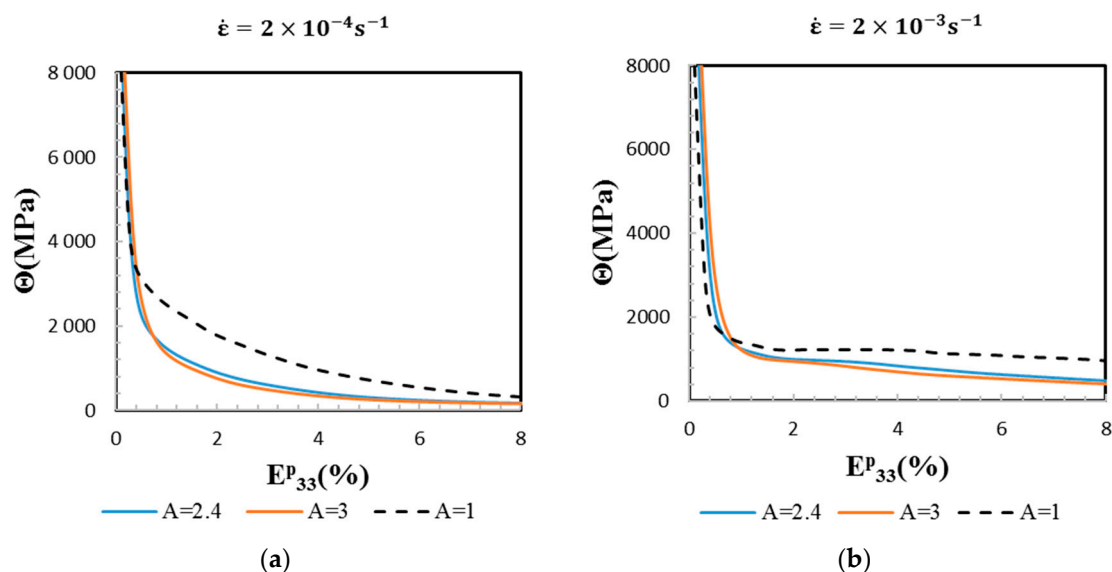 ε̇ = 2 × 10⁻⁴s⁻¹
8 000
6 000
4 000
2 000
0
Θ(MPa)
0 2 4 6 8
Eᵖ₃₃(%)
A=2.4 A=3 A=1
(a)
ε̇ = 2 × 10⁻³s⁻¹
8000
6000
4000
2000
0
Θ(MPa)
0 2 4 6 8
Eᵖ₃₃(%)
A=2.4 A=3 A=1
(b)